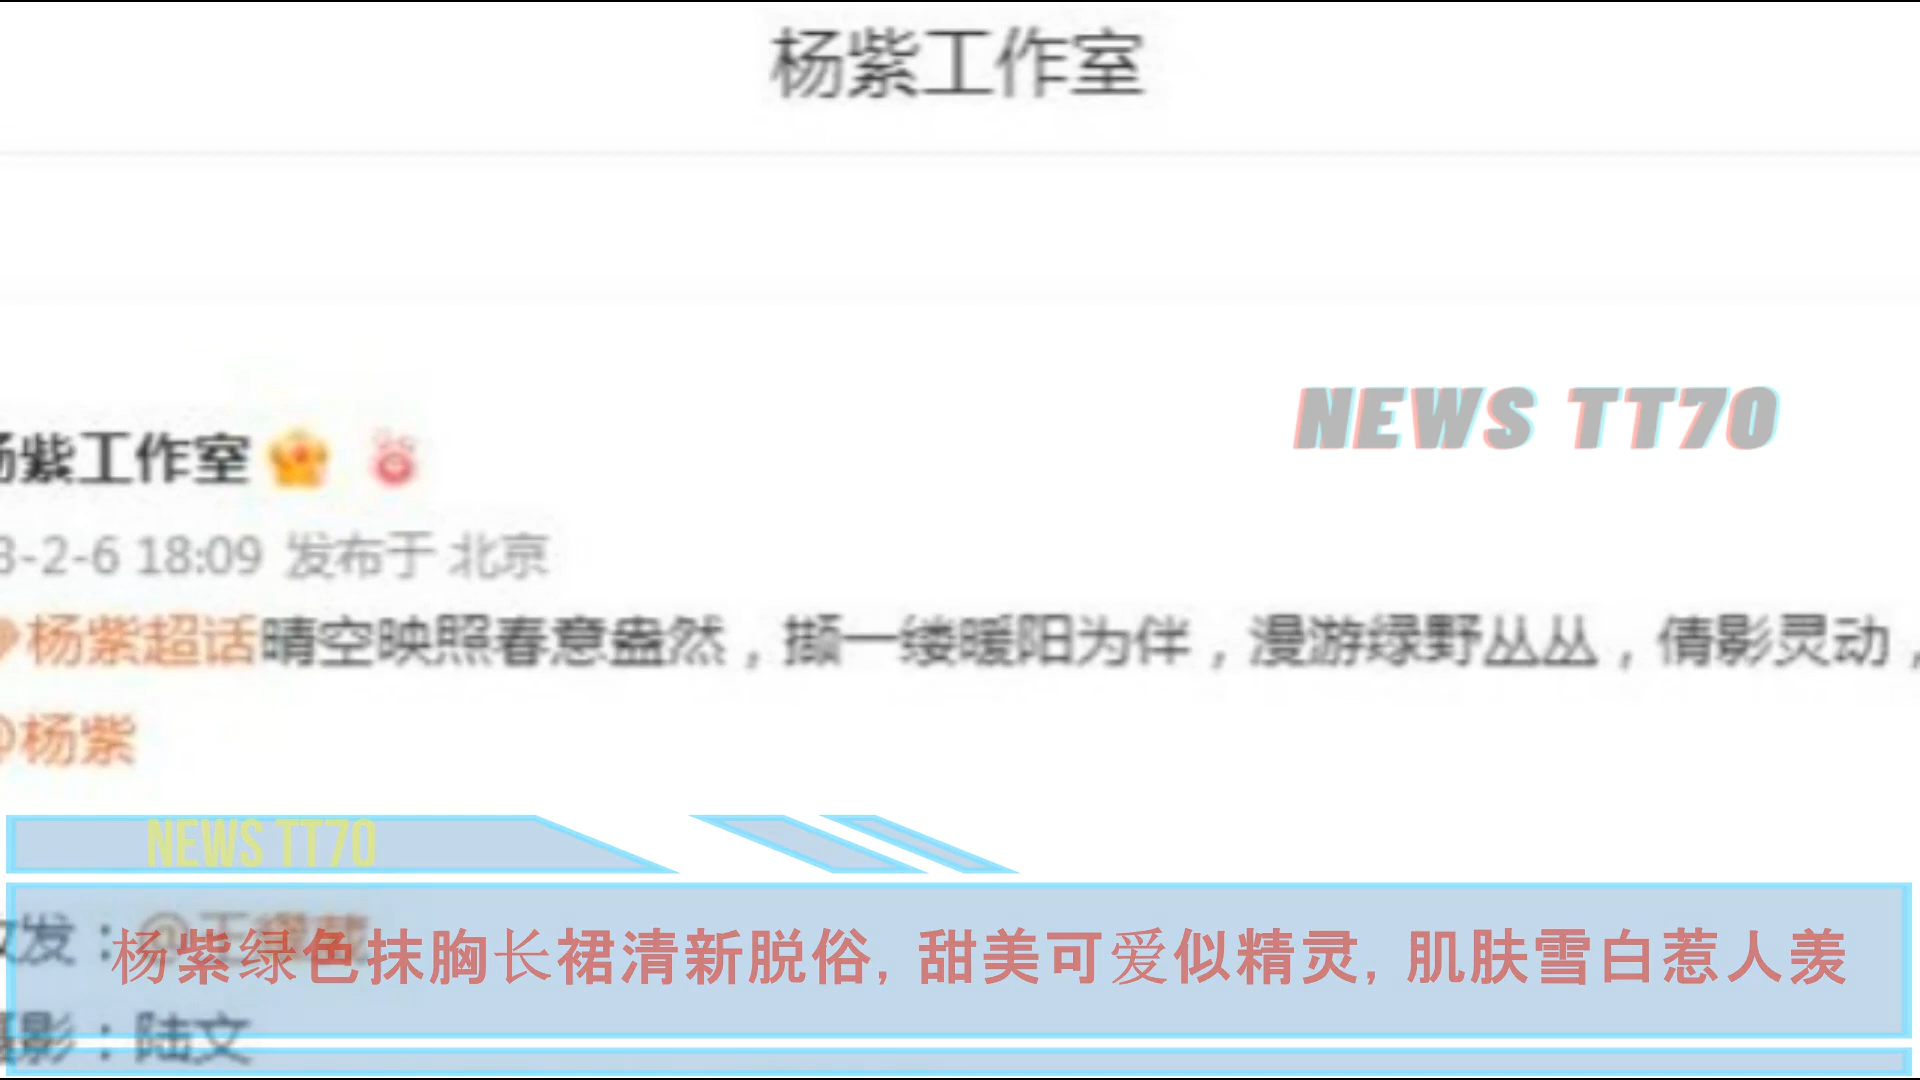 杨紫工作室
NEWS TT70
紫工作室
3-2-6 18:09 发布于 北京
杨紫超话晴空映照春意盎然，撷一缕暖阳为伴，漫游绿野丛丛，倩影灵动，
@杨紫
NEWS TT70
发：
杨紫绿色抹胸长裙清新脱俗, 甜美可爱似精灵, 肌肤雪白惹人羡
摄影：陆文